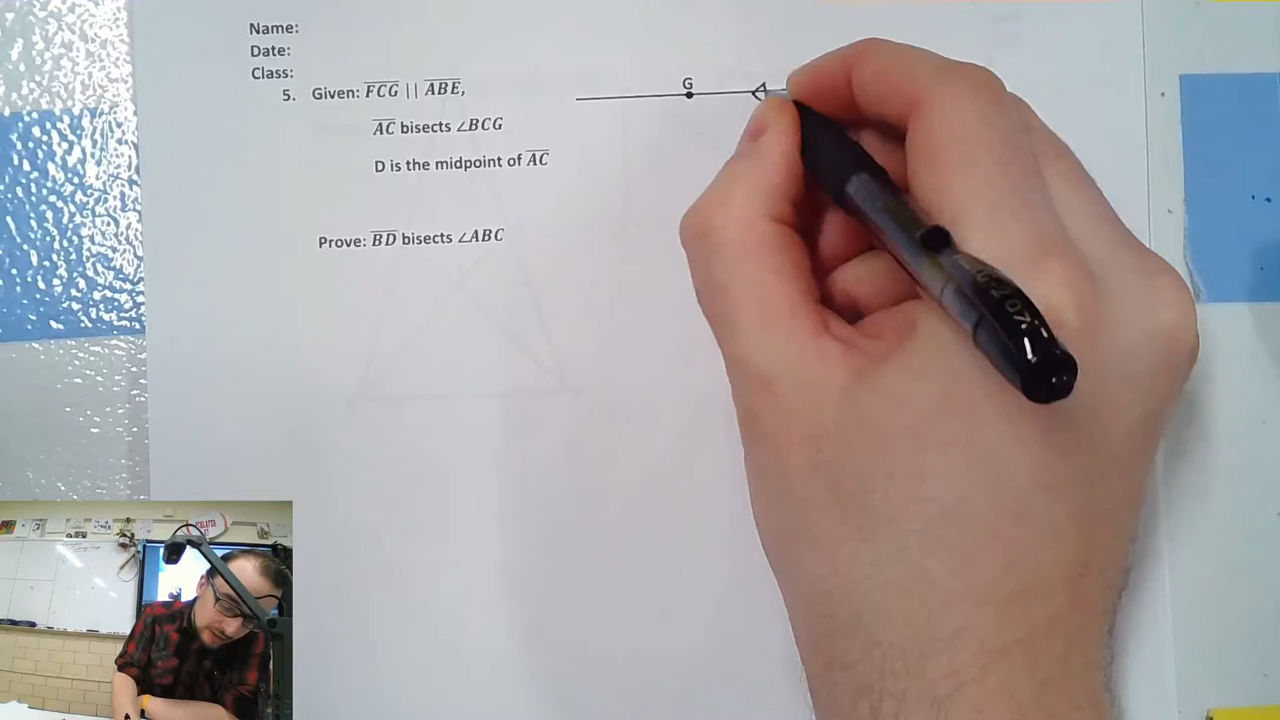 Name:
Date:
Class:
5. Given: FCG || ABE,
AC bisects ∠BCG
D is the midpoint of AC
Prove: BD bisects ∠ABC
G